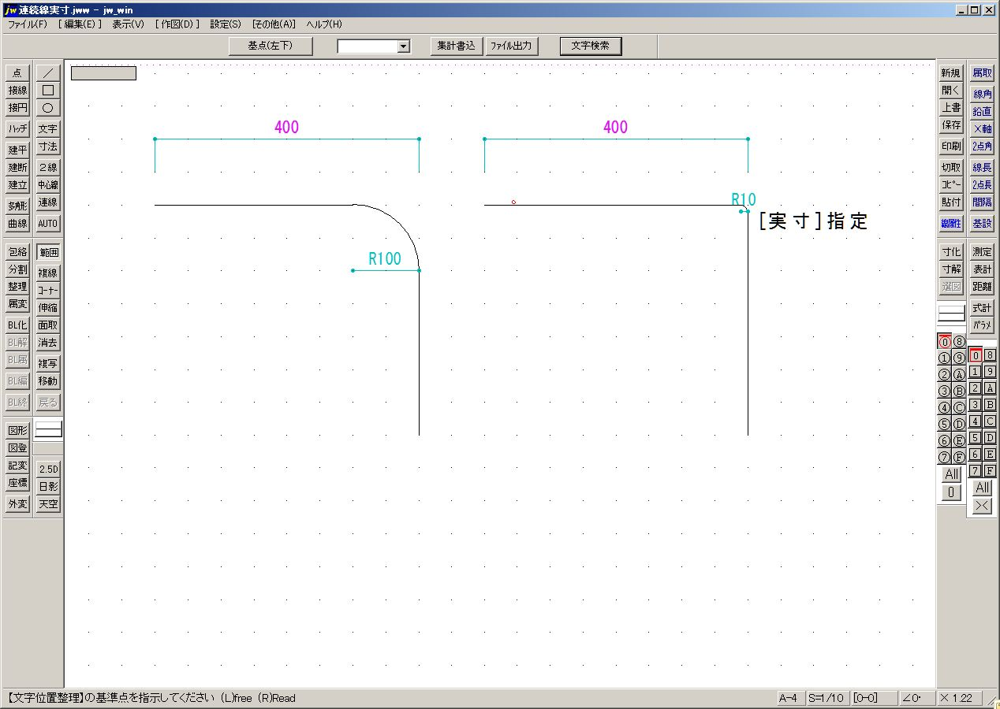 連続線実寸.jww - jw_win
ファイル(F) [編集(E)] 表示(V) [作図(D)] 設定(S) [その他(A)] ヘルプ(H)
基点(左下) 集計書込 ファイル出力 文字検索
点 ／
接線 □
接円 ○
ハッチ 文字
建平 寸法
建断 2線
建立 中心線
多角形 連線
曲線 AUTO
包絡 範囲
分割 複線
整理 コーナー
属変 伸縮
BL化 面取
BL解 消去
BL属 複写
BL編 移動
BL終 戻る
図形
図登
記変 2.5D
座標 日影
外変 天空
400 400
R10
[実寸]指定
R100
新規 属取
開く 線角
上書 鉛直
保存 X軸
印刷 2点角
切取 線長
コピー 2点長
貼付 間隔
線属性 基設
寸化 測定
寸解 表計
選図 距離
式計
パラメ
0 8 0 8
1 9 1 9
2 A 2 A
3 B 3 B
4 C 4 C
5 D 5 D
6 E 6 E
7 F 7 F
All All
0 ×
【文字位置整理】の基準点を指示してください (L)free (R)Read A-4 S=1/10 [0-0] ∠0° × 1.22